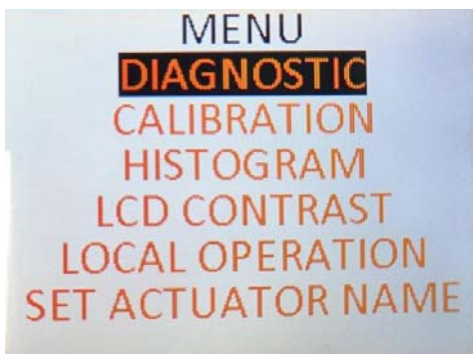 MENU
DIAGNOSTIC
CALIBRATION
HISTOGRAM
LCD CONTRAST
LOCAL OPERATION
SET ACTUATOR NAME